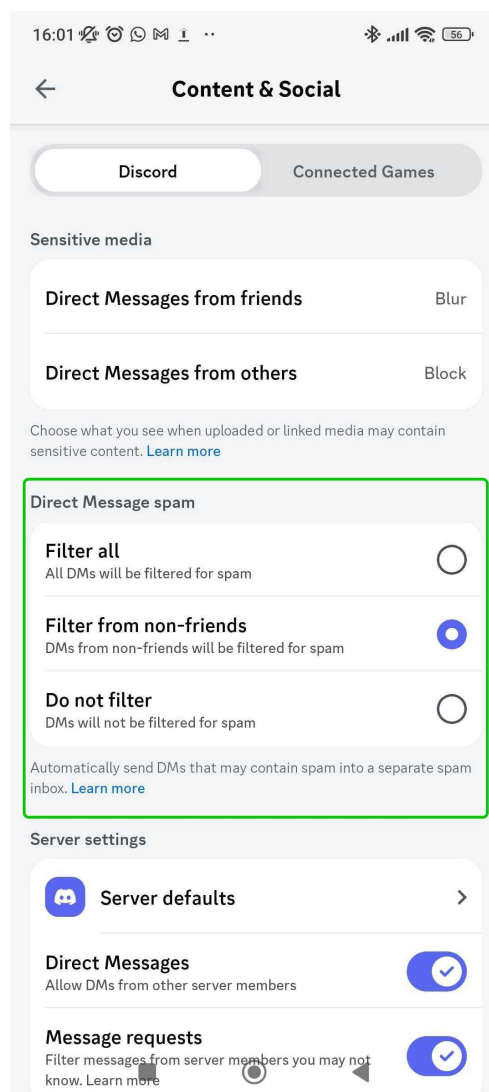 16:01
56
Content & Social
Discord
Connected Games
Sensitive media
Direct Messages from friends
Blur
Direct Messages from others
Block
Choose what you see when uploaded or linked media may contain
sensitive content. Learn more
Direct Message spam
Filter all
All DMs will be filtered for spam
Filter from non-friends
DMs from non-friends will be filtered for spam
Do not filter
DMs will not be filtered for spam
Automatically send DMs that may contain spam into a separate spam
inbox. Learn more
Server settings
Server defaults
Direct Messages
Allow DMs from other server members
Message requests
Filter messages from server members you may not
know. Learn more